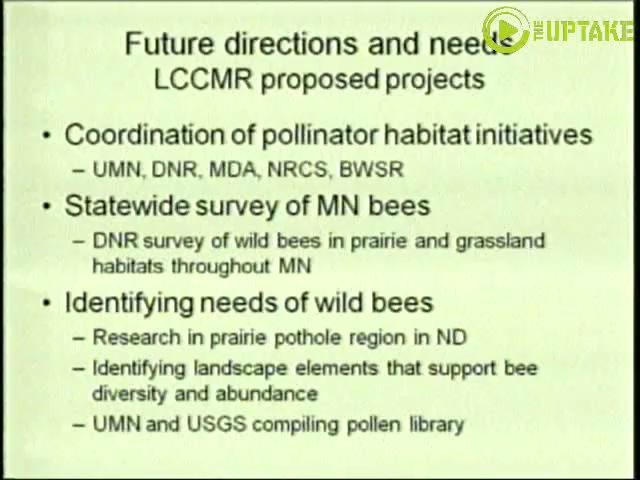 THE UPTAKE
Future directions and needs
LCCMR proposed projects
• Coordination of pollinator habitat initiatives
– UMN, DNR, MDA, NRCS, BWSR
• Statewide survey of MN bees
– DNR survey of wild bees in prairie and grassland
habitats throughout MN
• Identifying needs of wild bees
– Research in prairie pothole region in ND
– Identifying landscape elements that support bee
diversity and abundance
– UMN and USGS compiling pollen library